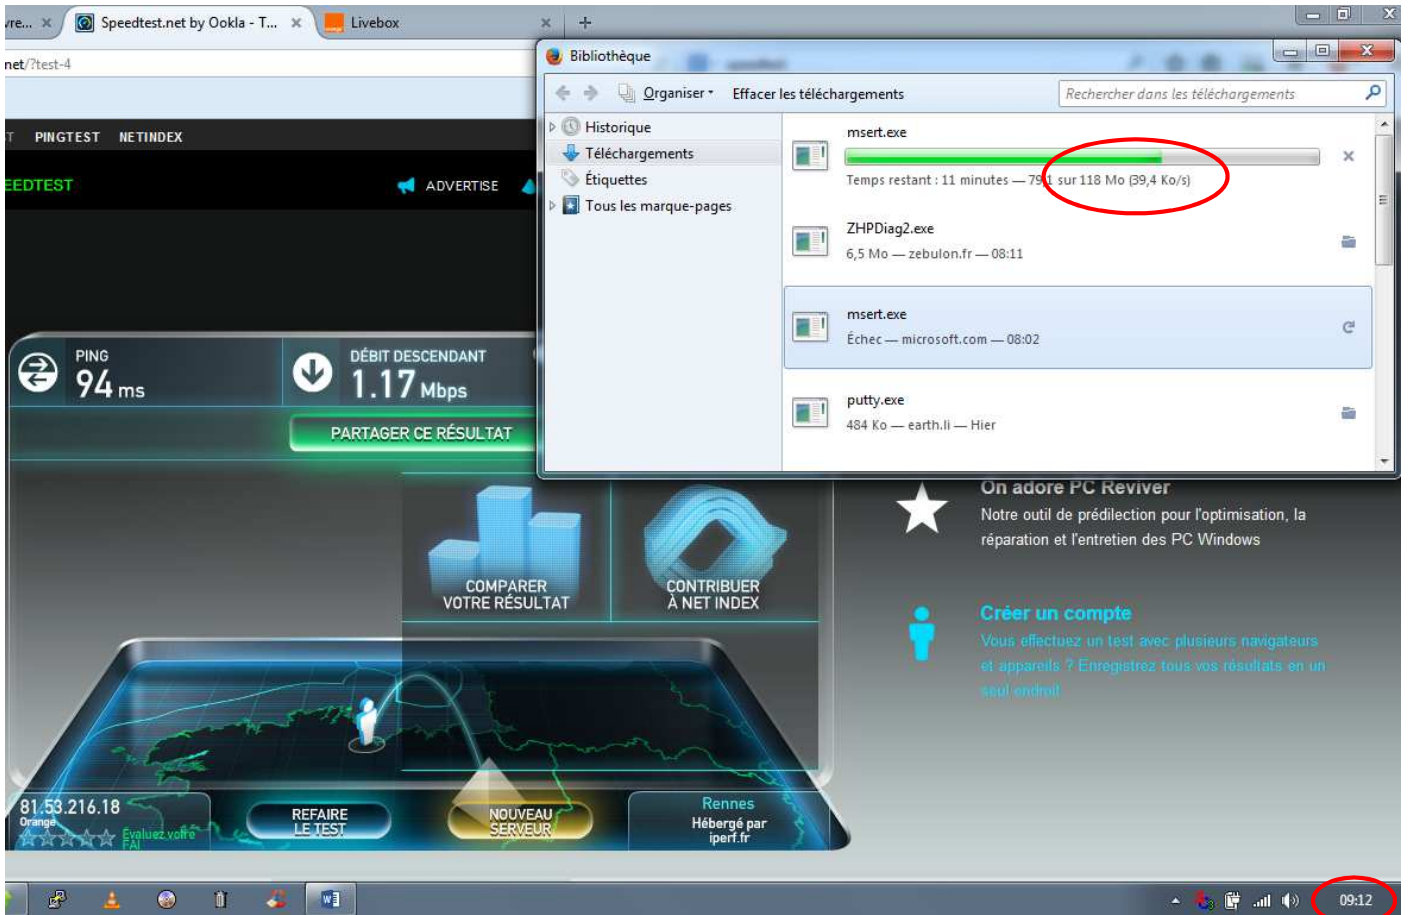 vre...
Speedtest.net by Ookla - T...
Livebox
net/?test-4
PINGTEST NETINDEX
EEDTEST
ADVERTISE
Bibliothèque
Organiser
Effacer les téléchargements
Rechercher dans les téléchargements
Historique
Téléchargements
Étiquettes
Tous les marque-pages
msert.exe
Temps restant : 11 minutes — 79,1 sur 118 Mo (39,4 Ko/s)
ZHPDiag2.exe
6,5 Mo — zebulon.fr — 08:11
msert.exe
Échec — microsoft.com — 08:02
putty.exe
484 Ko — earth.li — Hier
PING
94 ms
DÉBIT DESCENDANT
1.17 Mbps
PARTAGER CE RÉSULTAT
COMPARER
VOTRE RÉSULTAT
CONTRIBUER
À NET INDEX
On adore PC Reviver
Notre outil de prédilection pour l'optimisation, la
réparation et l'entretien des PC Windows
Créer un compte
Vous effectuez un test avec plusieurs navigateurs
et appareils ? Enregistrez tous vos résultats en un
seul endroit
81.53.216.18
Orange
Évaluez votre
FAI
REFAIRE
LE TEST
NOUVEAU
SERVEUR
Rennes
Hébergé par
iperf.fr
09:12